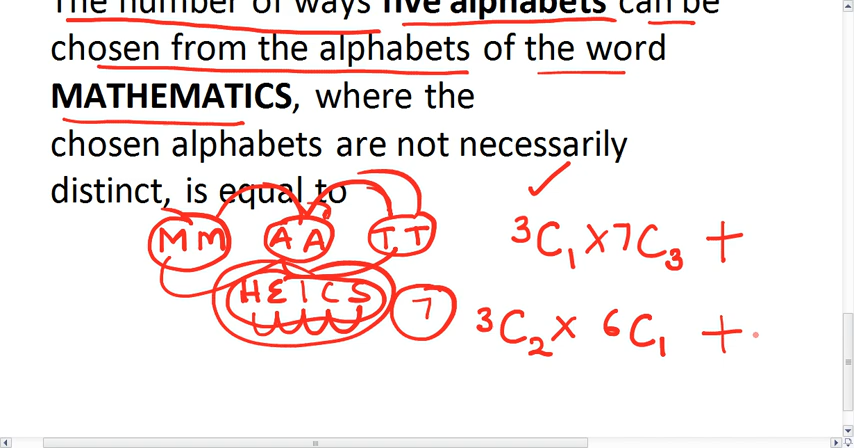 The number of ways five alphabets can be
chosen from the alphabets of the word
MATHEMATICS, where the
chosen alphabets are not necessarily
distinct, is equal to
MM AA TT
HEICS 7
³C₁ × 7C₃ +
³C₂ × ⁶C₁ +